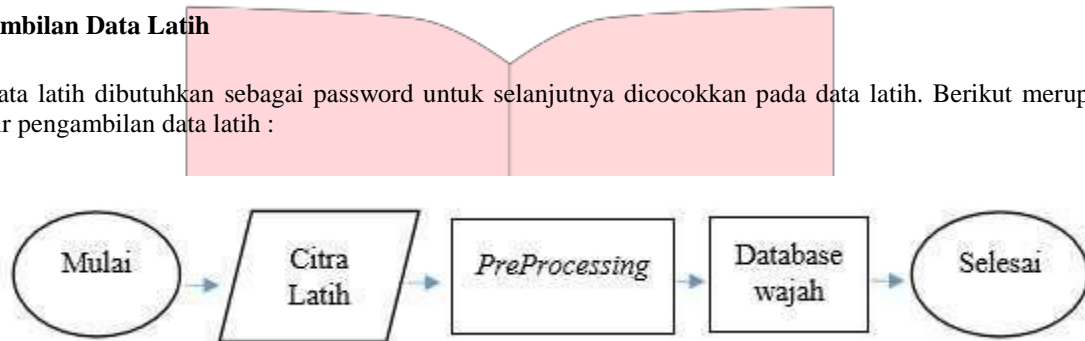 mbilan Data Latih
ata latih dibutuhkan sebagai password untuk selanjutnya dicocokkan pada data latih. Berikut merup
ir pengambilan data latih :
Mulai
Citra
Latih
PreProcessing
Database
wajah
Selesai